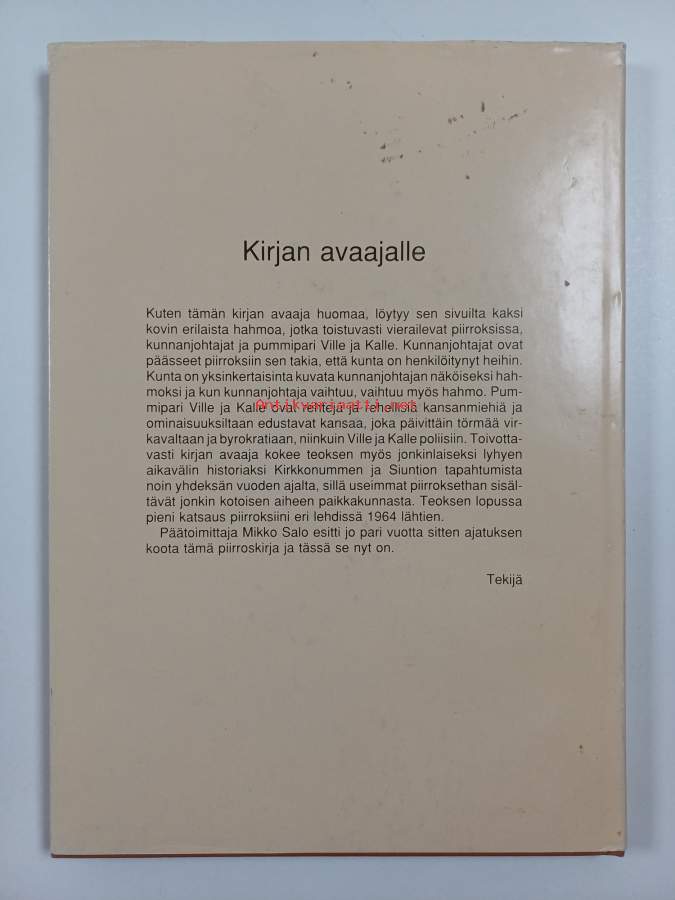 Kirjan avaajalle
Kuten tämän kirjan avaaja huomaa, löytyy sen sivuilta kaksi
kovin erilaista hahmoa, jotka toistuvasti vierailevat piirroksissa,
kunnanjohtajat ja pummipari Ville ja Kalle. Kunnanjohtajat ovat
päässeet piirroksiin sen takia, että kunta on henkilöitynyt heihin.
Kunta on yksinkertaisinta kuvata kunnanjohtajan näköiseksi hah-
moksi ja kun kunnanjohtaja vaihtuu, vaihtuu myös hahmo. Pum-
mipari Ville ja Kalle ovat rehtejä ja rehellisiä kansanmiehiä ja
Antikvariaatti.net
ominaisuuksiltaan edustavat kansaa, joka päivittäin törmää vir-
kavaltaan ja byrokratiaan, niinkuin Ville ja Kalle poliisiin. Toivotta-
vasti kirjan avaaja kokee teoksen myös jonkinlaiseksi lyhyen
aikavälin historiaksi Kirkkonummen ja Siuntion tapahtumista
noin yhdeksän vuoden ajalta, sillä useimmat piirroksethan sisäl-
tävät jonkin kotoisen aiheen paikkakunnasta. Teoksen lopussa
pieni katsaus piirroksiini eri lehdissä 1964 lähtien.
Päätoimittaja Mikko Salo esitti jo pari vuotta sitten ajatuksen
koota tämä piirroskirja ja tässä se nyt on.
Tekijä